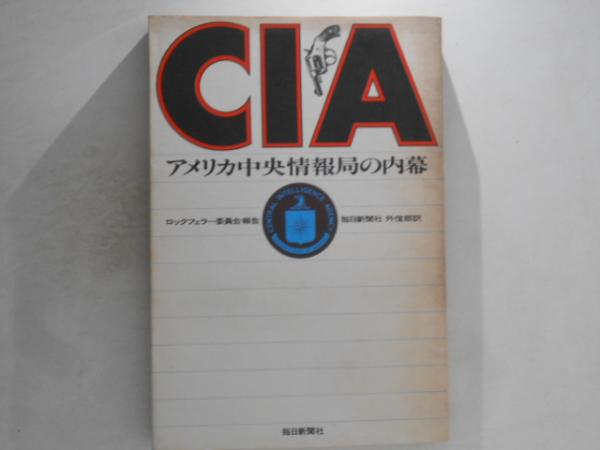 CIA
アメリカ中央情報局の内幕
ロックフェラー委員会報告
CENTRAL INTELLIGENCE AGENCY
毎日新聞社 外信部訳
毎日新聞社